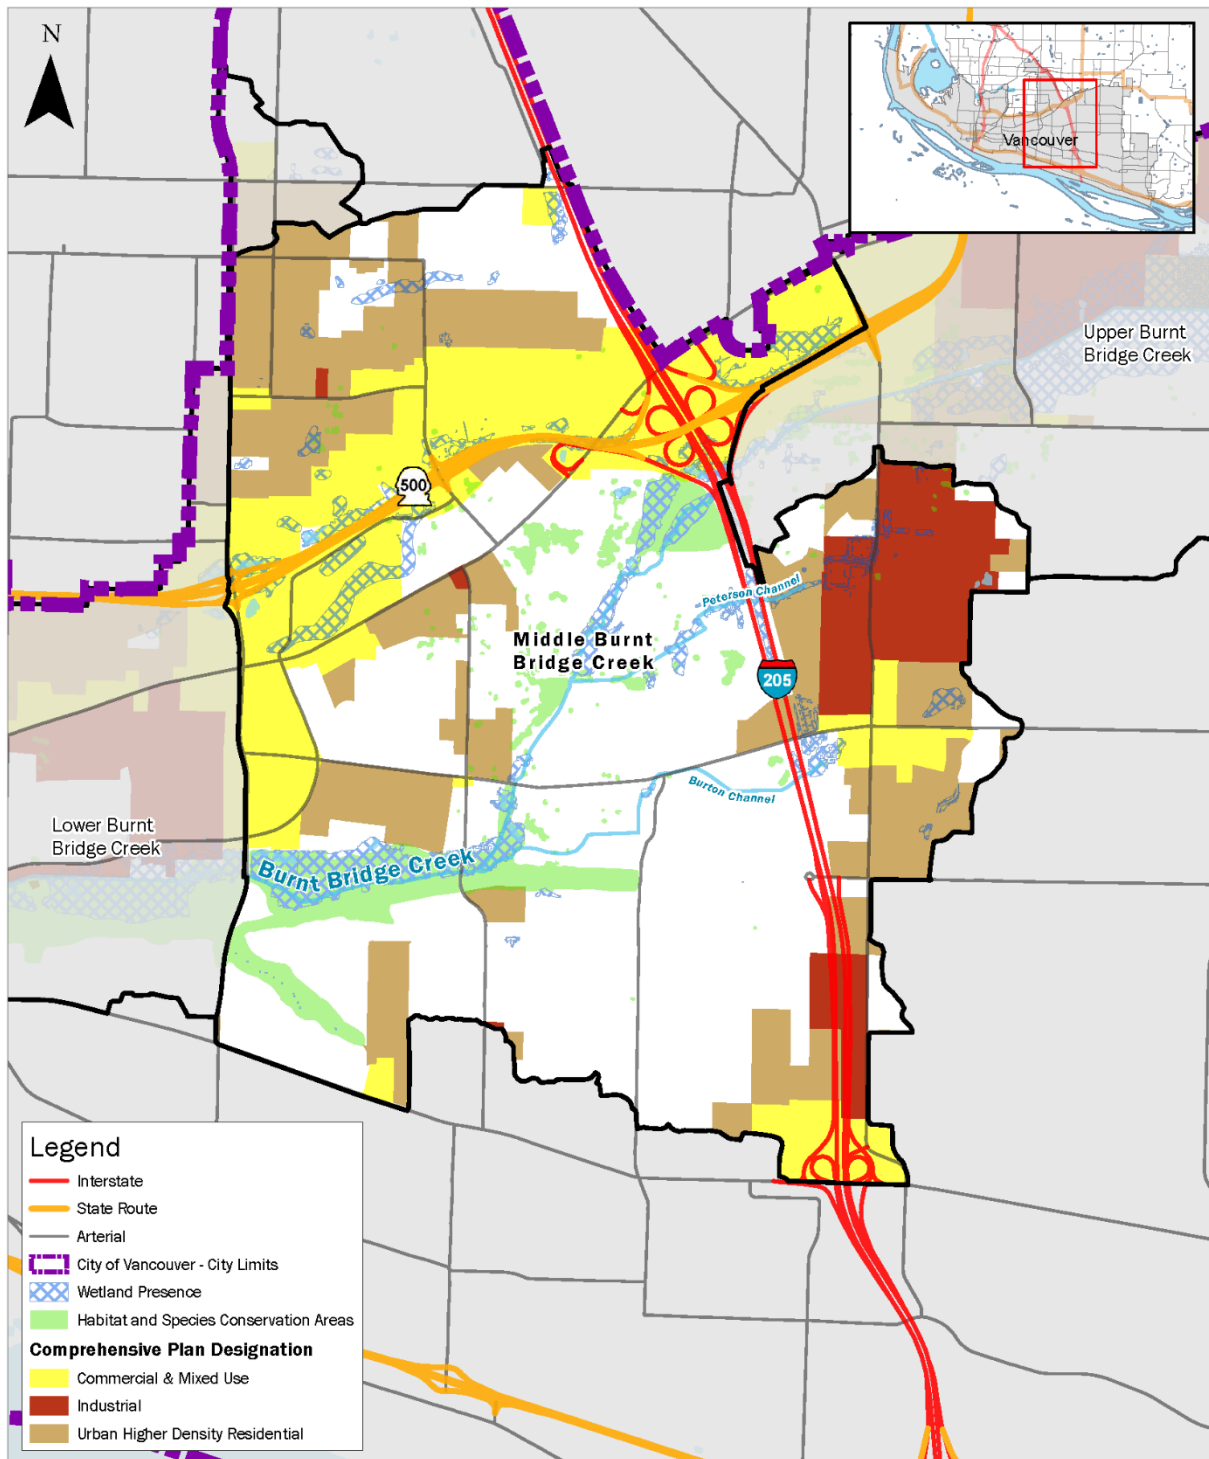 N
Vancouver
Upper Burnt
Bridge Creek
500
Peterson Channel
Middle Burnt
Bridge Creek
205
Burton Channel
Lower Burnt
Bridge Creek
Burnt Bridge Creek
Legend
Interstate
State Route
Arterial
City of Vancouver - City Limits
Wetland Presence
Habitat and Species Conservation Areas
Comprehensive Plan Designation
Commercial & Mixed Use
Industrial
Urban Higher Density Residential